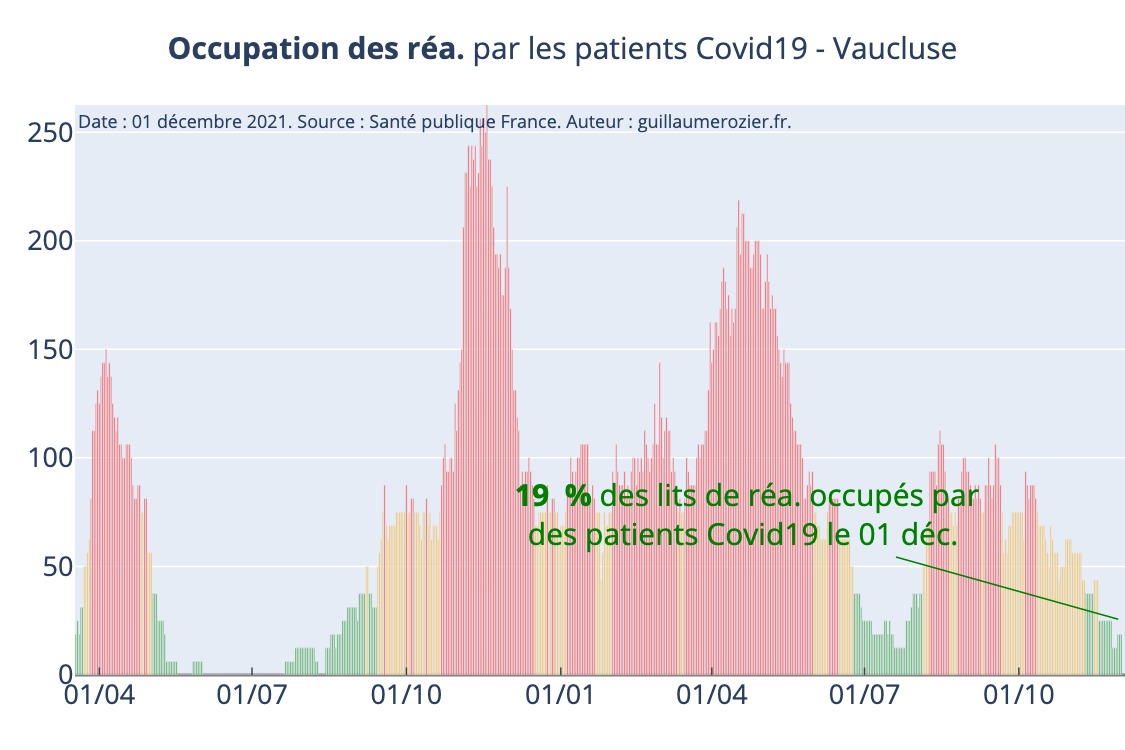 Occupation des réa. par les patients Covid19 - Vaucluse
Date : 01 décembre 2021. Source : Santé publique France. Auteur : guillaumerozier.fr.
250
200
150
100
50
0
19 % des lits de réa. occupés par
des patients Covid19 le 01 déc.
01/04 01/07 01/10 01/01 01/04 01/07 01/10